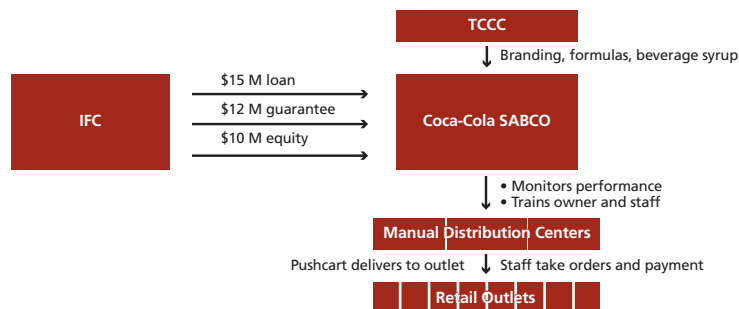 TCCC
Branding, formulas, beverage syrup
$15 M loan
$12 M guarantee
$10 M equity
IFC
Coca-Cola SABCO
• Monitors performance
• Trains owner and staff
Manual Distribution Centers
Pushcart delivers to outlet
Staff take orders and payment
Retail Outlets